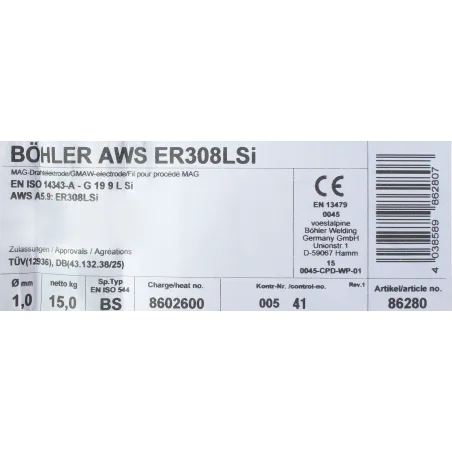 BÖHLER AWS ER308LSi
MAG-Drahtelektrode/GMAW-electrode/Fil pour procédé MAG
EN ISO 14343-A - G 19 9 L Si
AWS A5.9: ER308LSi
Zulassungen / Approvals / Agréations
TÜV(12936), DB(43.132.38/25)
CE
EN 13479
0045
voestalpine
Böhler Welding
Germany GmbH
Unionstr. 1
D-59067 Hamm
15
0045-CPD-WP-01
4 038589 862807
Ø mm
1,0
netto kg
15,0
Sp.Typ
EN ISO 544
BS
Charge/heat no.
8602600
Kontr-Nr. /control-no. Rev.1
005 41
Artikel/article no.
86280